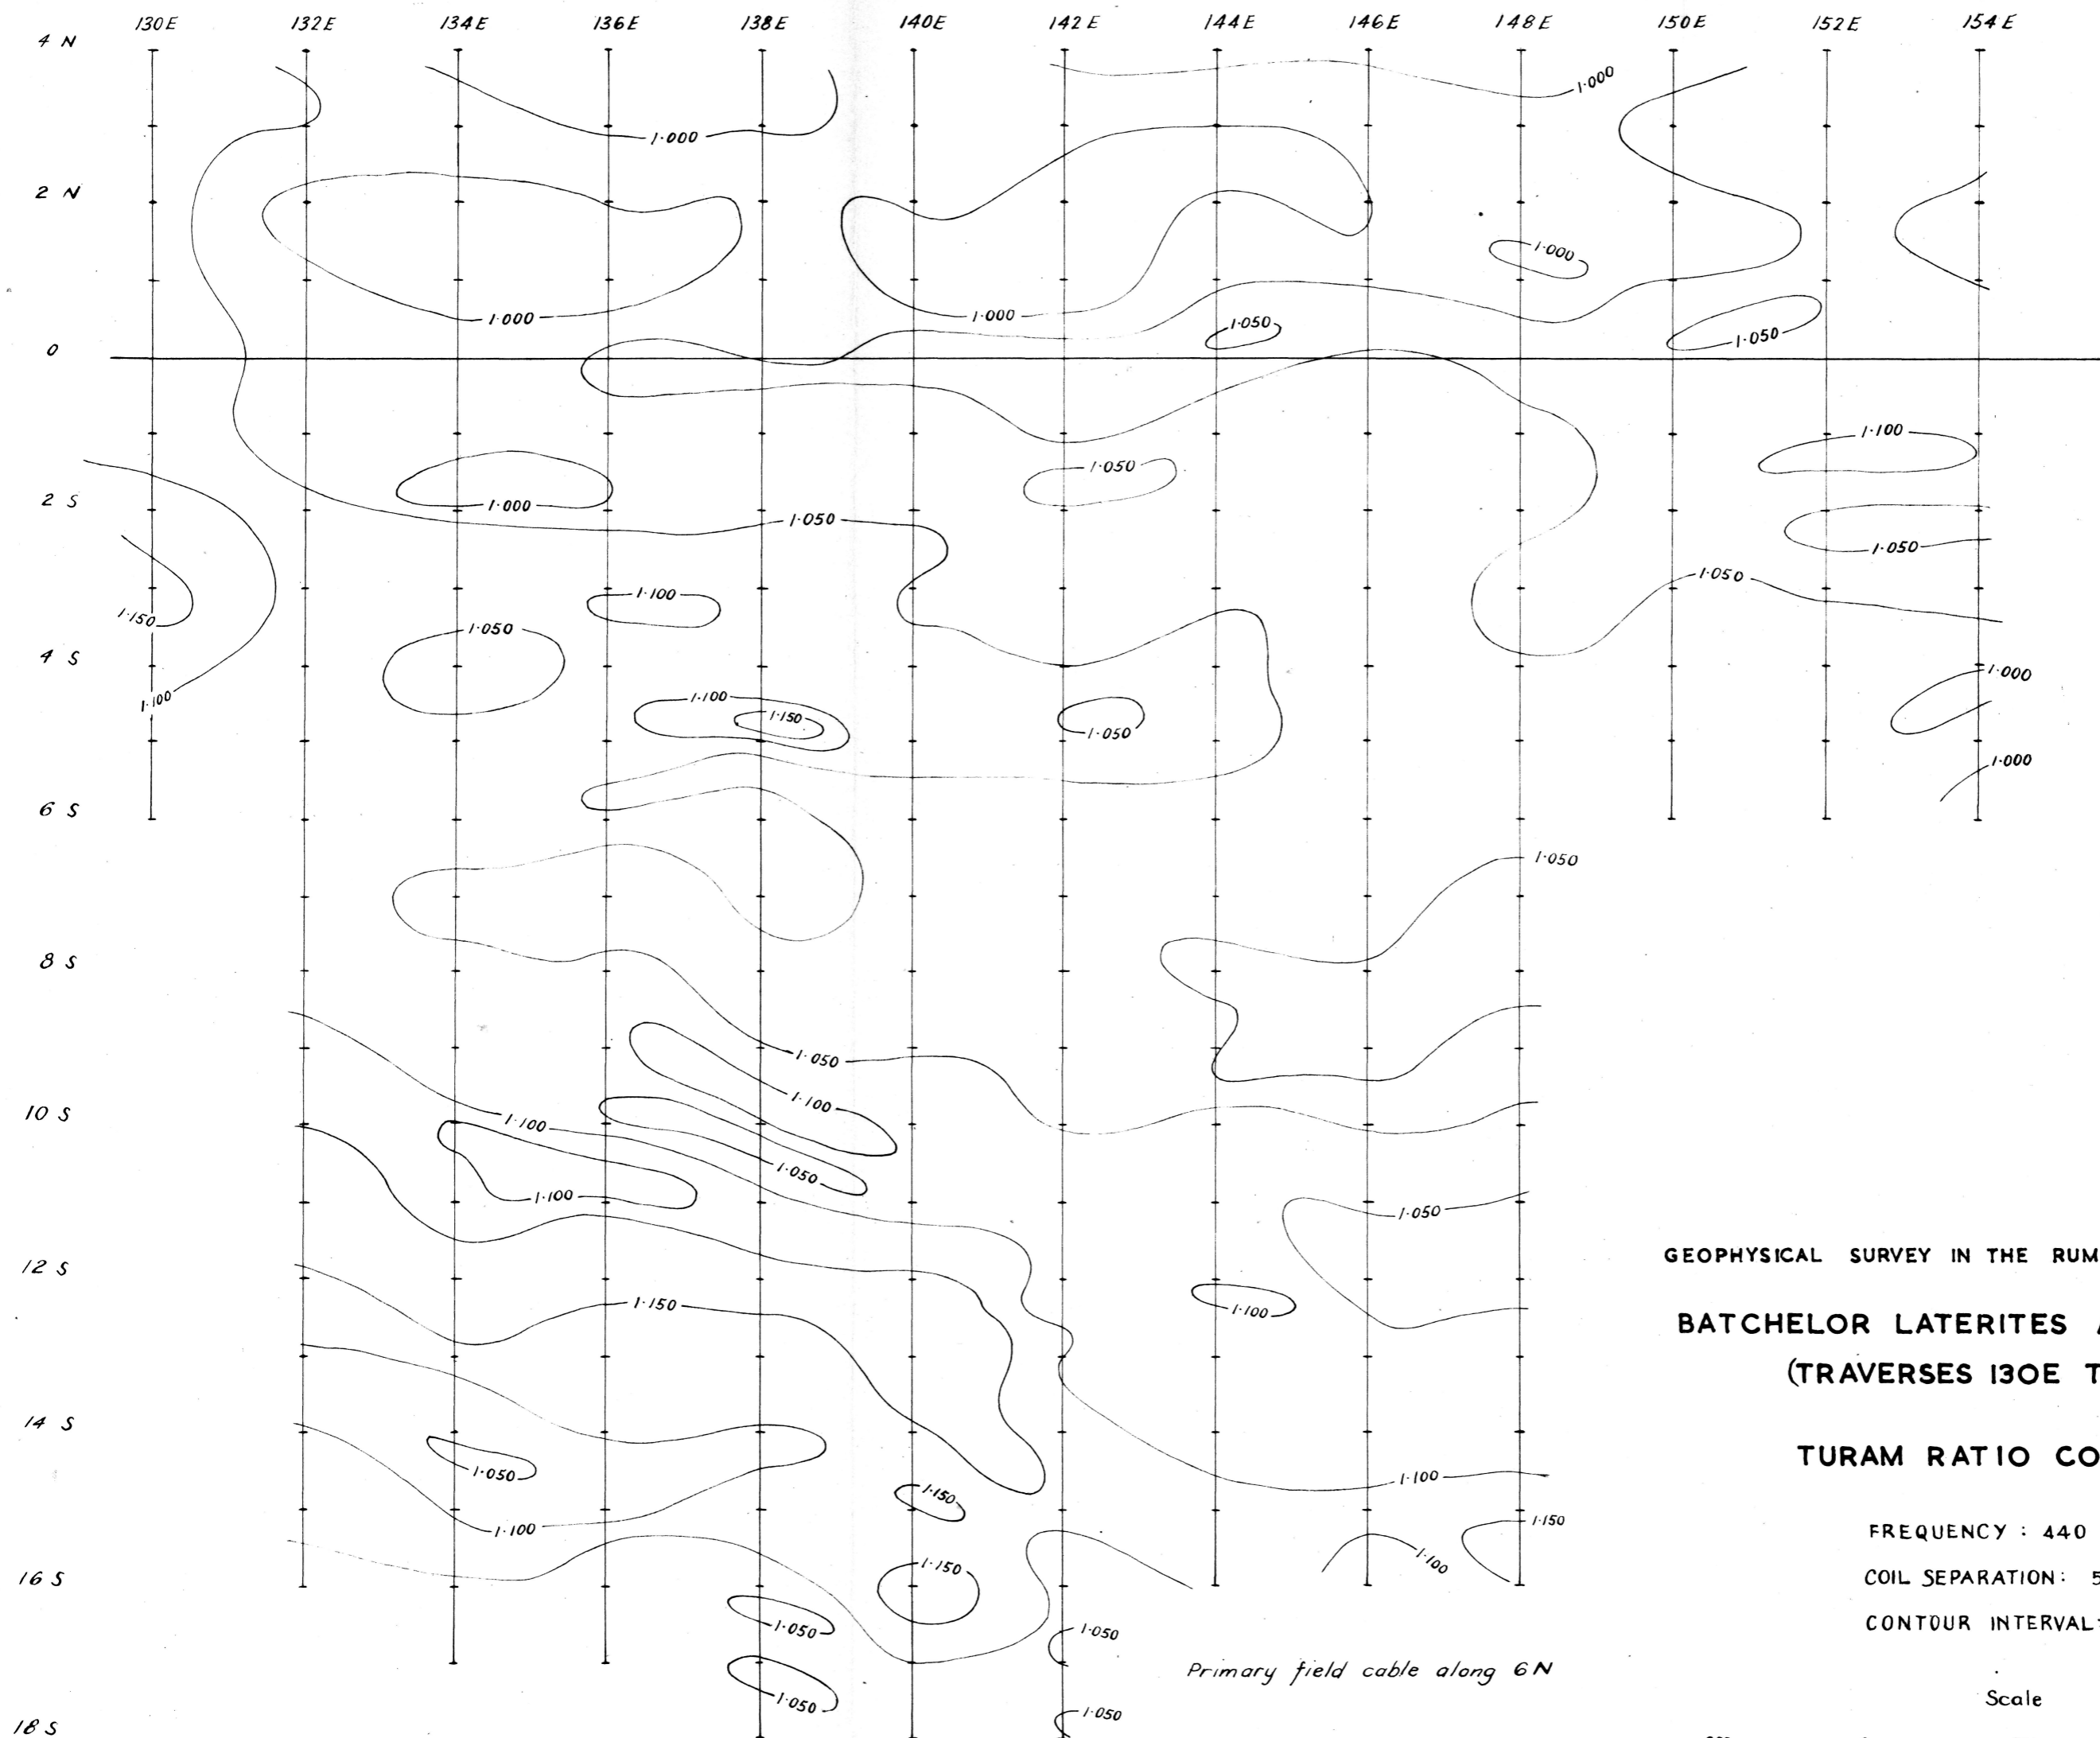 130E 132E 134E 136E 138E 140E 142E 144E 146E 148E 150E 152E 154E
4 N
1·000
1·000
2 N
1·000
1·000
1·000
1·050
1·050
0
1·100
1·050
2 S
1·000
1·050
1·050
1·050
1·100
1·150
1·050
4 S
1·000
1·100
1·100
1·150
1·050
1·000
6 S
1·050
8 S
1·050
1·100
10 S
1·100
1·050
1·100
1·050
12 S
1·150
1·100
14 S
1·050
1·100
1·150
1·100
1·150
1·100
1·150
16 S
1·050
1·050
1·050
1·050
18 S
Primary field cable along 6N
GEOPHYSICAL SURVEY IN THE RUM
BATCHELOR LATERITES
(TRAVERSES 130E T
TURAM RATIO CO
FREQUENCY : 440
COIL SEPARATION: 5
CONTOUR INTERVAL
Scale